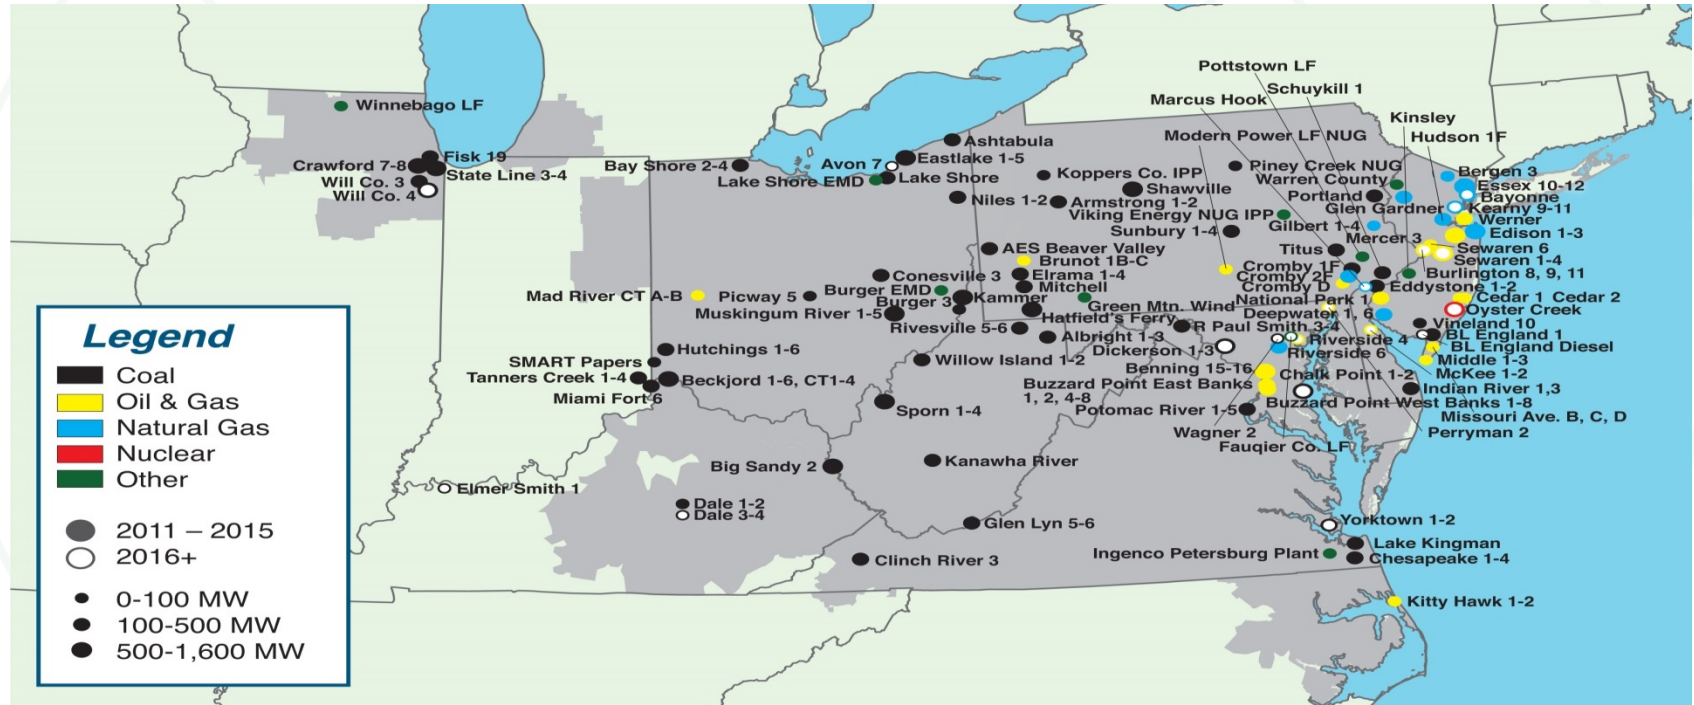 Pottstown LF
Schuykill 1
Marcus Hook
Kinsley
Modern Power LF NUG
Hudson 1F
Winnebago LF
Ashtabula
Fisk 19
Crawford 7-8
State Line 3-4
Will Co. 3
Will Co. 4
Bay Shore 2-4
Avon 7
Eastlake 1-5
Lake Shore EMD
Lake Shore
Niles 1-2
Koppers Co. IPP
Shawville
Armstrong 1-2
Piney Creek NUG
Warren County
Portland
Glen Gardner
Bergen 3
Essex 10-12
Bayonne
Kearny 9-11
Werner
Edison 1-3
Viking Energy NUG IPP
Gilbert 1-4
Sunbury 1-4
Mercer 3
Sewaren 6
Sewaren 1-4
AES Beaver Valley
Brunot 1B-C
Titus
Conesville 3
Elrama 1-4
Mitchell
Cromby 1F
Cromby 2F
Cromby D
Burlington 8, 9, 11
Eddystone 1-2
Mad River CT A-B
Picway 5
Burger EMD
Burger 3
Kammer
Green Mtn. Wind
National Park 1
Cedar 1
Cedar 2
Muskingum River 1-5
Hatfield's Ferry
Deepwater 1, 6
Oyster Creek
Rivesville 5-6
Albright 1-3
R Paul Smith 3-4
Vineland 10
Dickerson 1-3
Riverside 4
BL England 1
Riverside 6
BL England Diesel
Hutchings 1-6
Willow Island 1-2
Middle 1-3
SMART Papers
Benning 15-16
Chalk Point 1-2
McKee 1-2
Tanners Creek 1-4
Beckjord 1-6, CT1-4
Buzzard Point East Banks
1, 2, 4-8
Indian River 1,3
Miami Fort 6
Buzzard Point West Banks 1-8
Sporn 1-4
Potomac River 1-5
Missouri Ave. B, C, D
Wagner 2
Perryman 2
Fauqier Co. LF
Big Sandy 2
Kanawha River
Elmer Smith 1
Dale 1-2
Dale 3-4
Glen Lyn 5-6
Yorktown 1-2
Lake Kingman
Clinch River 3
Ingenco Petersburg Plant
Chesapeake 1-4
Kitty Hawk 1-2
Legend
Coal
Oil & Gas
Natural Gas
Nuclear
Other
2011 – 2015
2016+
0-100 MW
100-500 MW
500-1,600 MW